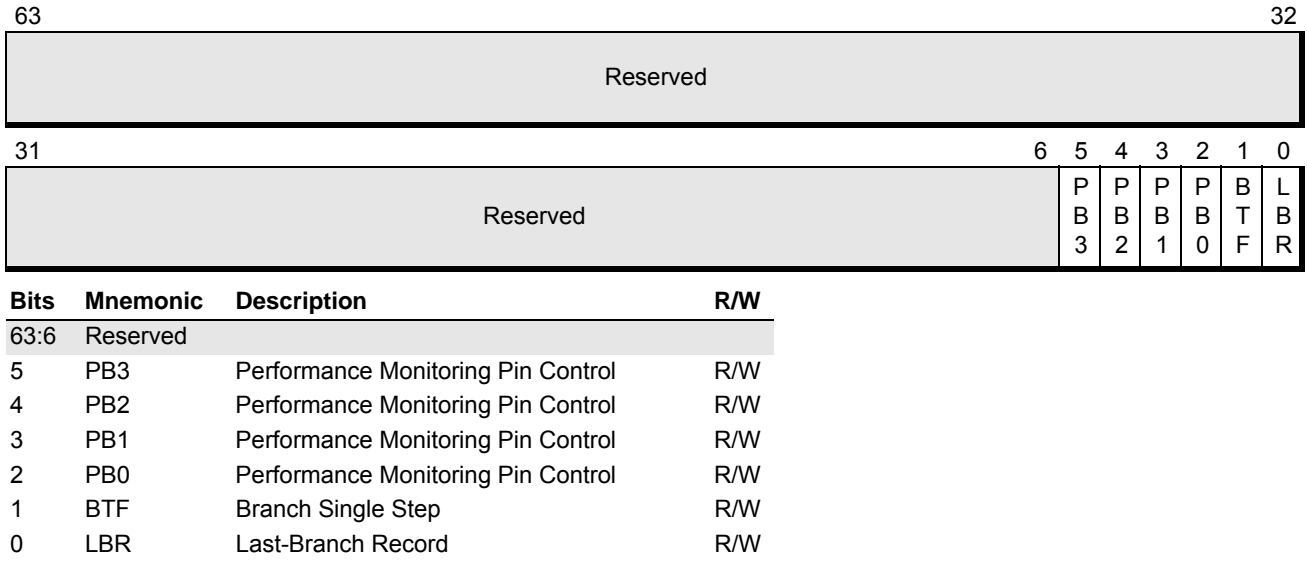 63 32
Reserved
31 6 5 4 3 2 1 0
Reserved
P P P P B L
B B B B T B
3 2 1 0 F R
Bits Mnemonic Description R/W
63:6 Reserved
5 PB3 Performance Monitoring Pin Control R/W
4 PB2 Performance Monitoring Pin Control R/W
3 PB1 Performance Monitoring Pin Control R/W
2 PB0 Performance Monitoring Pin Control R/W
1 BTF Branch Single Step R/W
0 LBR Last-Branch Record R/W